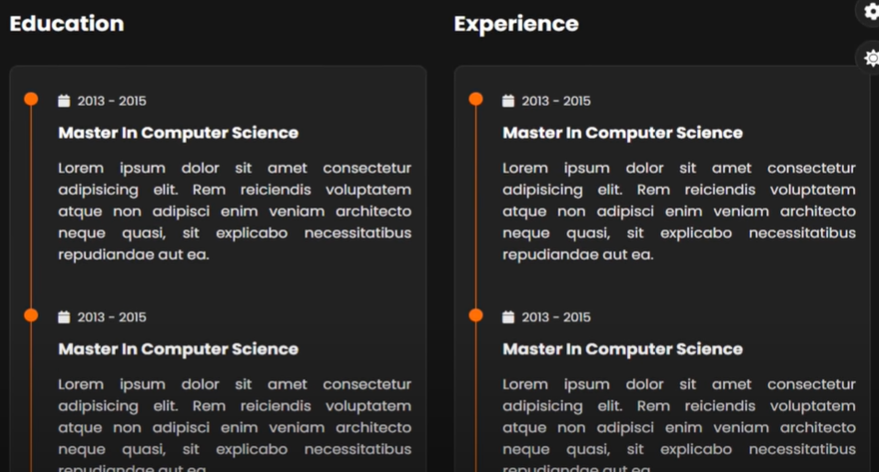 Education
2013 - 2015
Master In Computer Science
Lorem ipsum dolor sit amet consectetur
adipisicing elit. Rem reiciendis voluptatem
atque non adipisci enim veniam architecto
neque quasi, sit explicabo necessitatibus
repudiandae aut ea.
2013 - 2015
Master In Computer Science
Lorem ipsum dolor sit amet consectetur
adipisicing elit. Rem reiciendis voluptatem
atque non adipisci enim veniam architecto
neque quasi, sit explicabo necessitatibus
repudiandae aut ea
Experience
2013 - 2015
Master In Computer Science
Lorem ipsum dolor sit amet consectetur
adipisicing elit. Rem reiciendis voluptatem
atque non adipisci enim veniam architecto
neque quasi, sit explicabo necessitatibus
repudiandae aut ea.
2013 - 2015
Master In Computer Science
Lorem ipsum dolor sit amet consectetur
adipisicing elit. Rem reiciendis voluptatem
atque non adipisci enim veniam architecto
neque quasi, sit explicabo necessitatibus
repudiandae aut ea